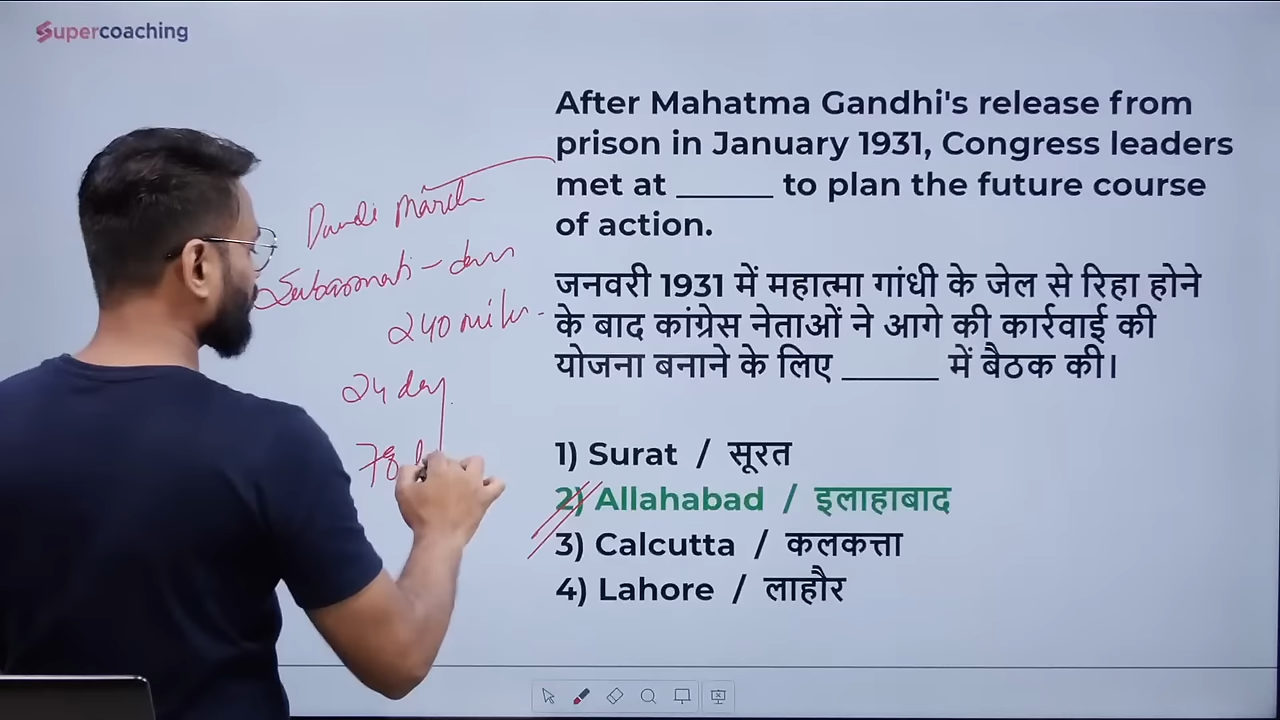 Supercoaching
After Mahatma Gandhi's release from
prison in January 1931, Congress leaders
met at ______ to plan the future course
of action.
जनवरी 1931 में महात्मा गांधी के जेल से रिहा होने
के बाद कांग्रेस नेताओं ने आगे की कार्रवाई की
योजना बनाने के लिए ______ में बैठक की।
1) Surat / सूरत
2) Allahabad / इलाहाबाद
3) Calcutta / कलकत्ता
4) Lahore / लाहौर
Dandi March
Sabarmati -
240 miles
24 day
78